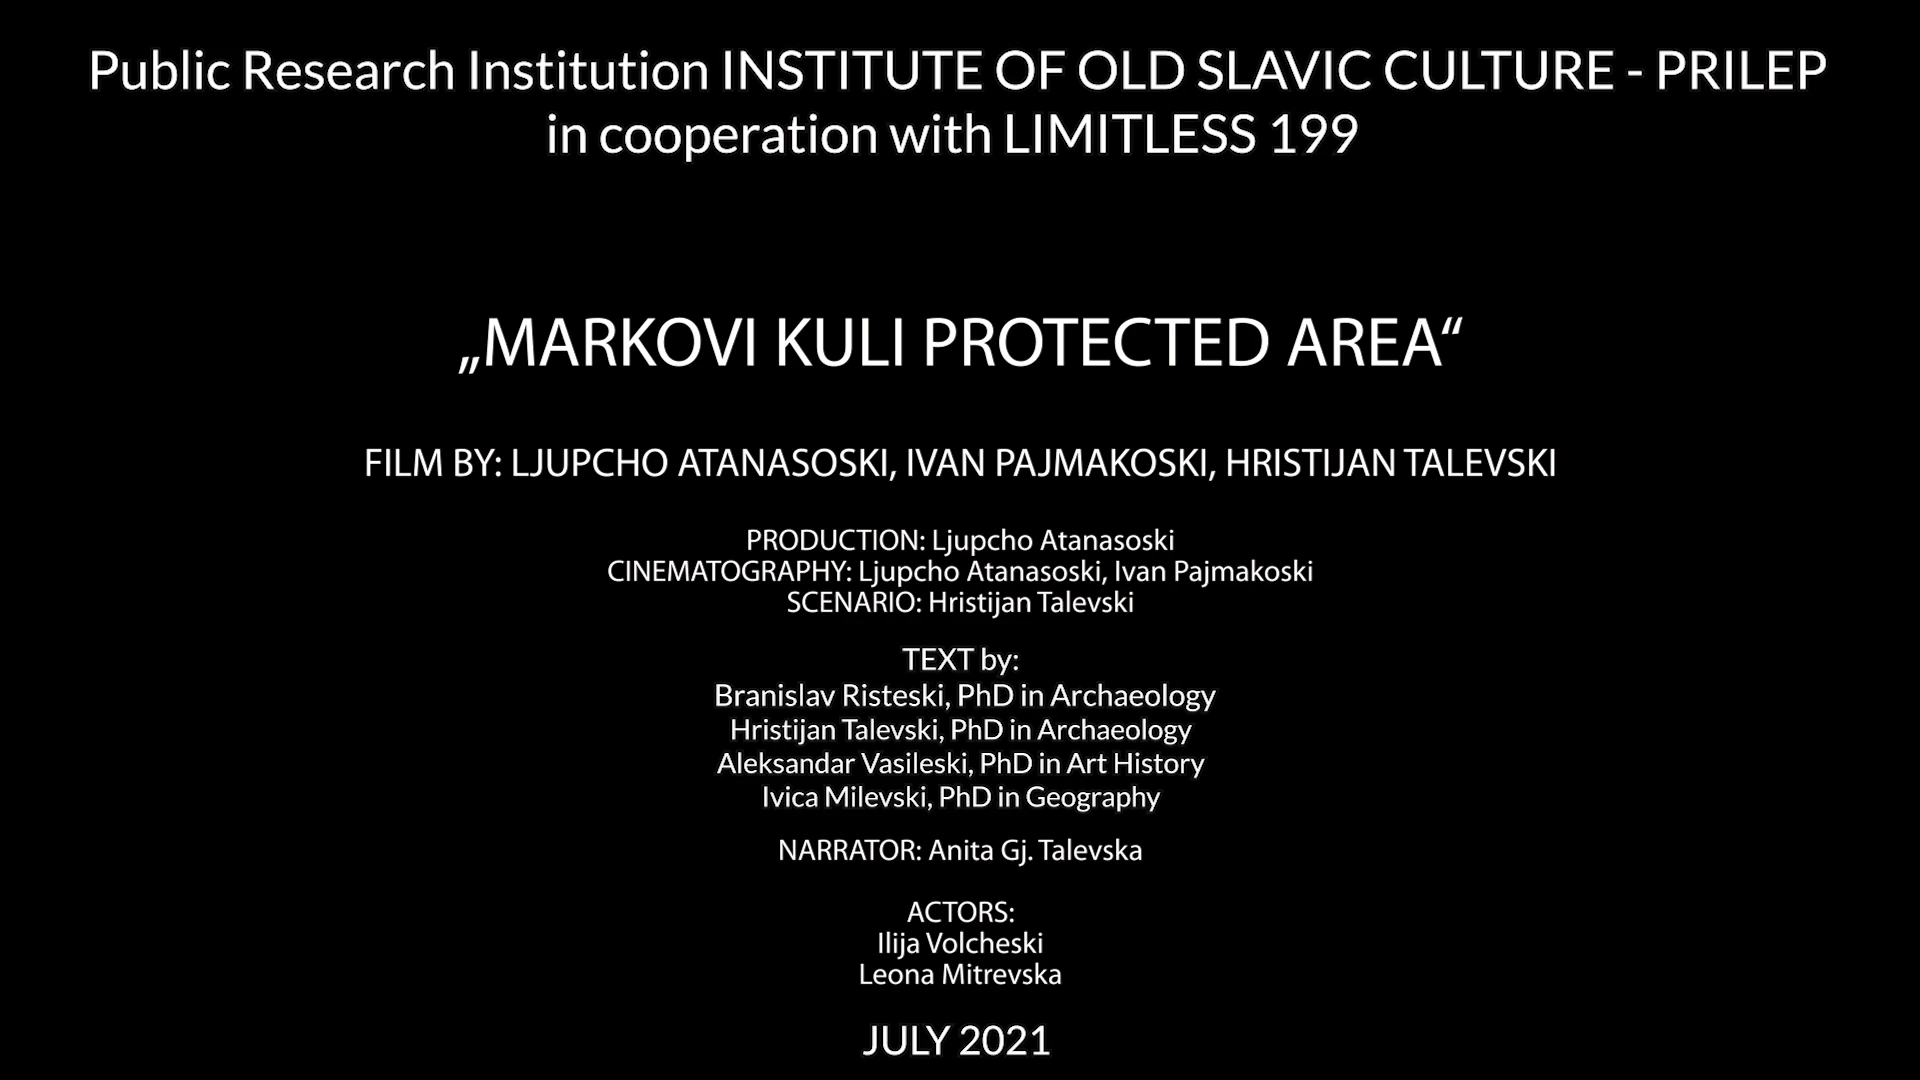 Public Research Institution INSTITUTE OF OLD SLAVIC CULTURE - PRILEP
in cooperation with LIMITLESS 199
„MARKOVI KULI PROTECTED AREA“
FILM BY: LJUPCHO ATANASOSKI, IVAN PAJMAKOSKI, HRISTIJAN TALEVSKI
PRODUCTION: Ljupcho Atanasoski
CINEMATOGRAPHY: Ljupcho Atanasoski, Ivan Pajmakoski
SCENARIO: Hristijan Talevski
TEXT by:
Branislav Risteski, PhD in Archaeology
Hristijan Talevski, PhD in Archaeology
Aleksandar Vasileski, PhD in Art History
Ivica Milevski, PhD in Geography
NARRATOR: Anita Gj. Talevska
ACTORS:
Ilija Volcheski
Leona Mitrevska
JULY 2021